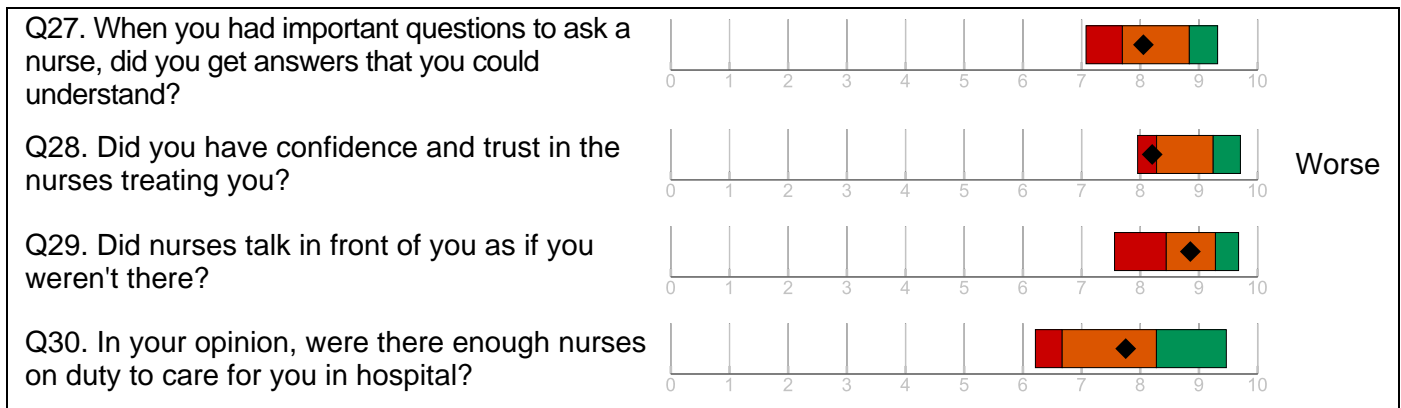 Q27. When you had important questions to ask a
nurse, did you get answers that you could
understand?
0 1 2 3 4 5 6 7 8 9 10
Q28. Did you have confidence and trust in the
nurses treating you?
Worse
0 1 2 3 4 5 6 7 8 9 10
Q29. Did nurses talk in front of you as if you
weren't there?
0 1 2 3 4 5 6 7 8 9 10
Q30. In your opinion, were there enough nurses
on duty to care for you in hospital?
0 1 2 3 4 5 6 7 8 9 10